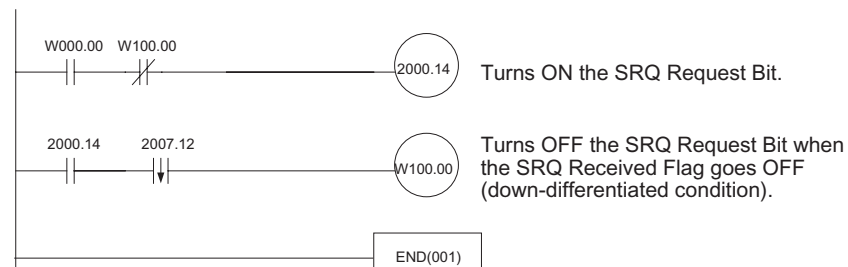 W000.00 W100.00
2000.14
Turns ON the SRQ Request Bit.
2000.14 2007.12
W100.00
Turns OFF the SRQ Request Bit when
the SRQ Received Flag goes OFF
(down-differentiated condition).
END(001)